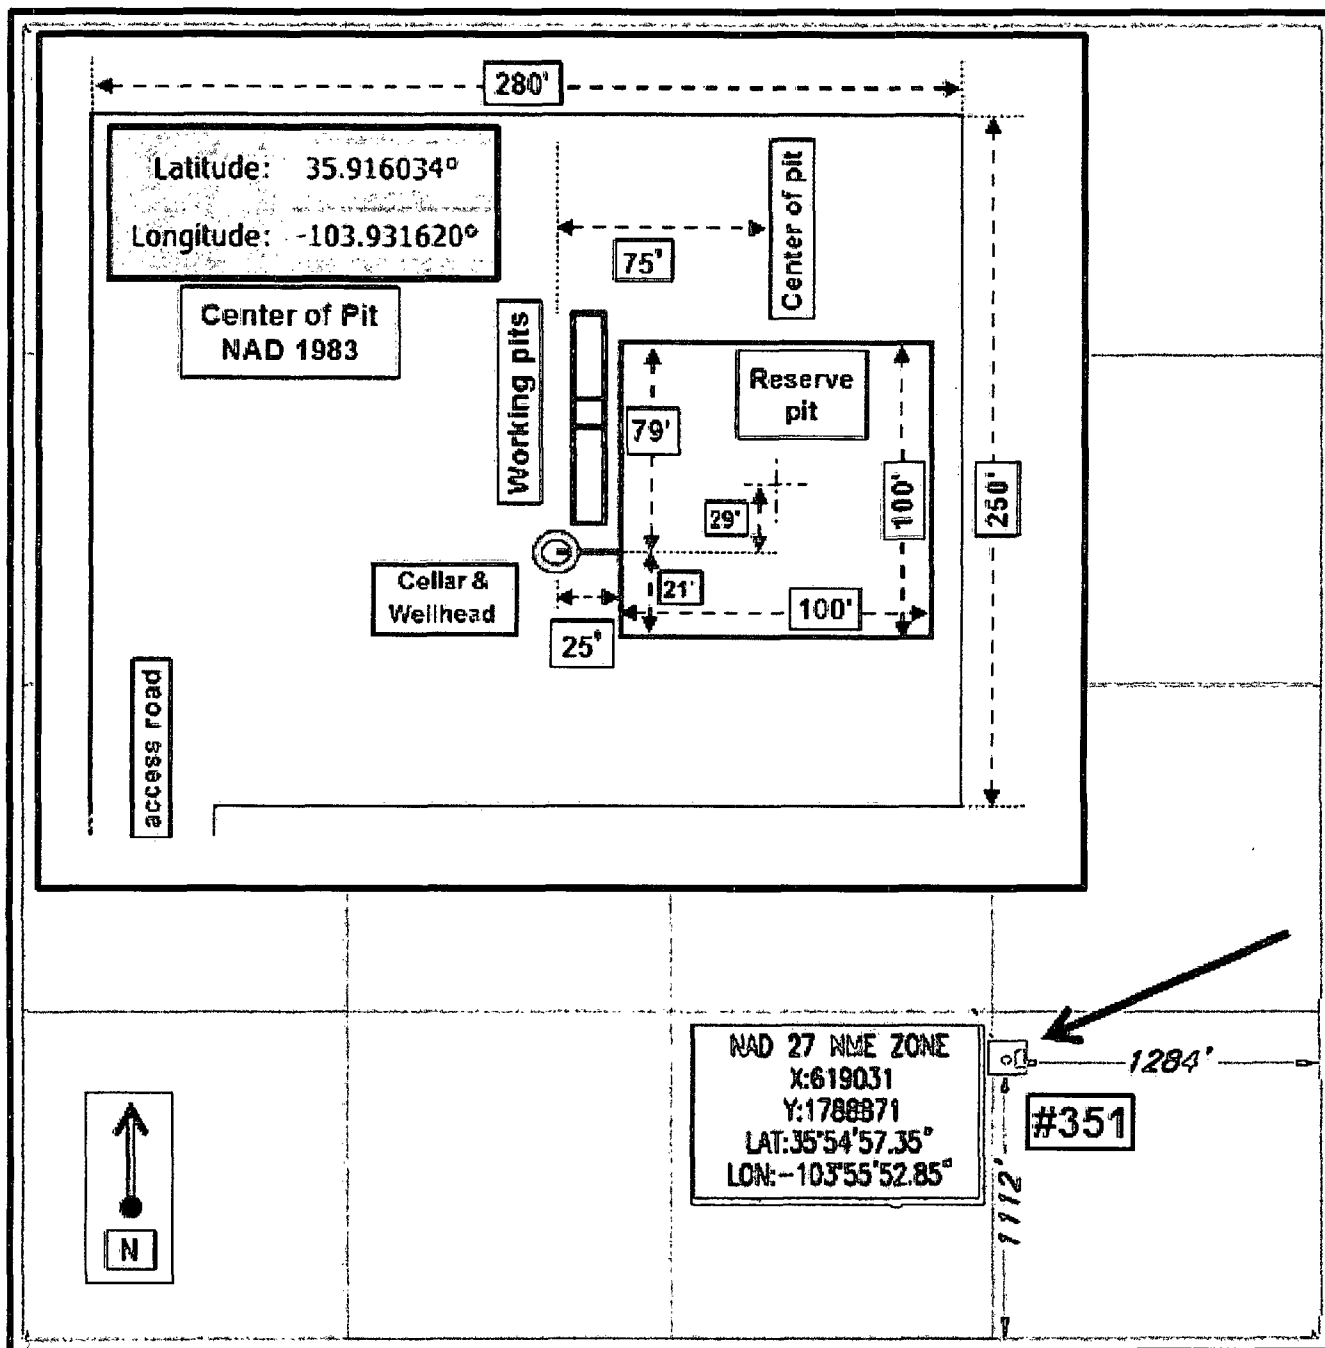 280'
Latitude: 35.916034°
Longitude: -103.931620°
Center of Pit
NAD 1983
75'
Center of pit
Working pits
Reserve
pit
79'
29'
100'
250'
Cellar &
Wellhead
21'
100'
25'
access road
NAD 27 NME ZONE
X:619031
Y:1788871
LAT:35°54'57.35"
LON:-103°55'52.85"
1284'
#351
1112'
N